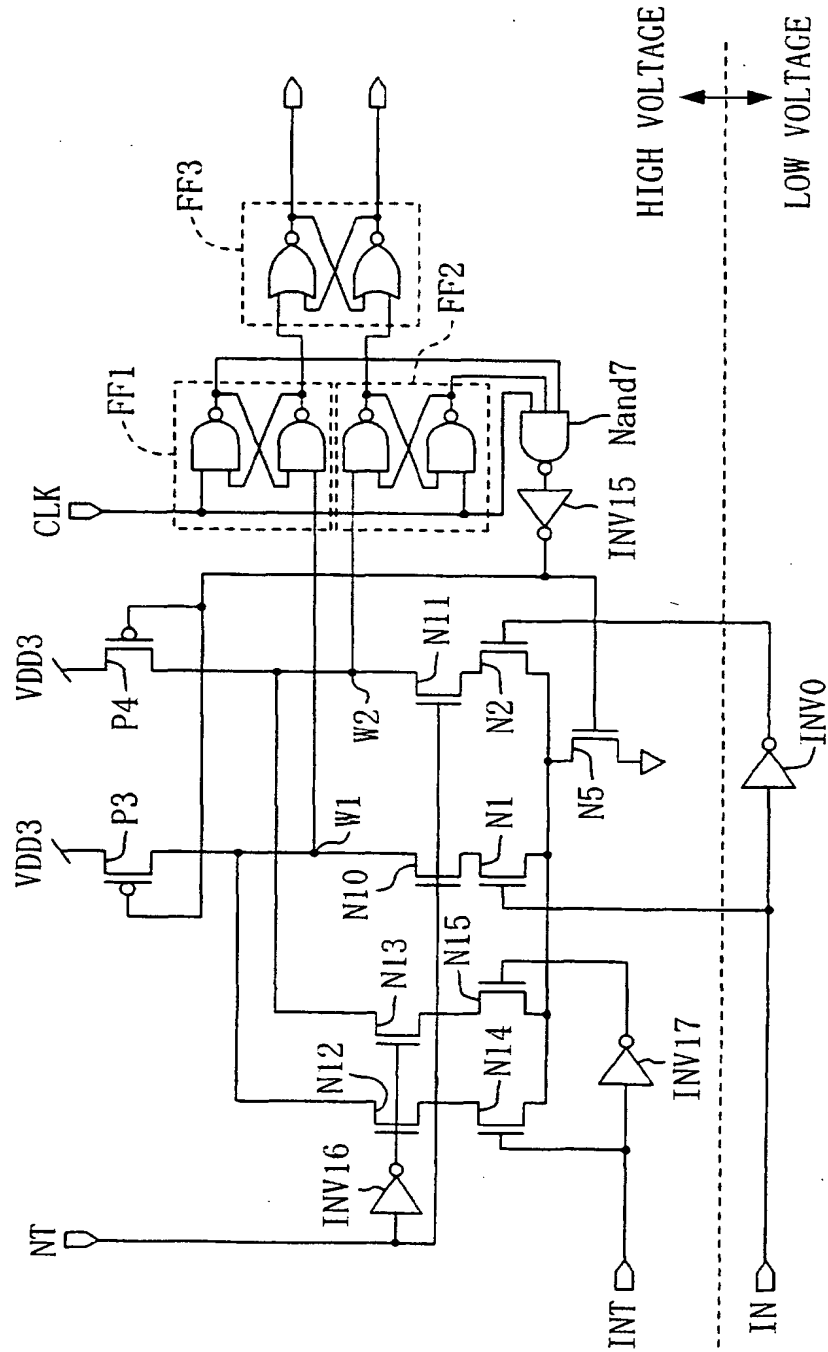 NT
VDD3
VDD3
CLK
P3
P4
FF1
FF3
FF2
W1
W2
INV16
N12
N13
N10
N11
N14
N15
N1
N2
N5
INV15
Nand7
INV17
INT
INV0
IN
HIGH VOLTAGE
LOW VOLTAGE